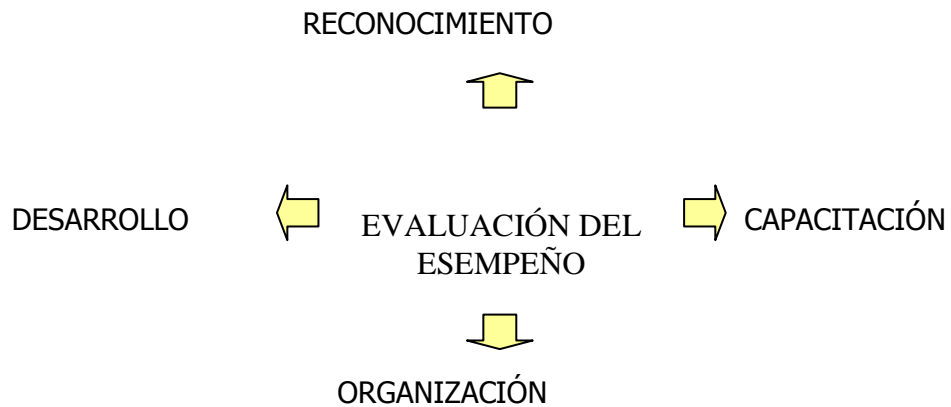 RECONOCIMIENTO
DESARROLLO
EVALUACIÓN DEL
ESEMPEÑO
CAPACITACIÓN
ORGANIZACIÓN